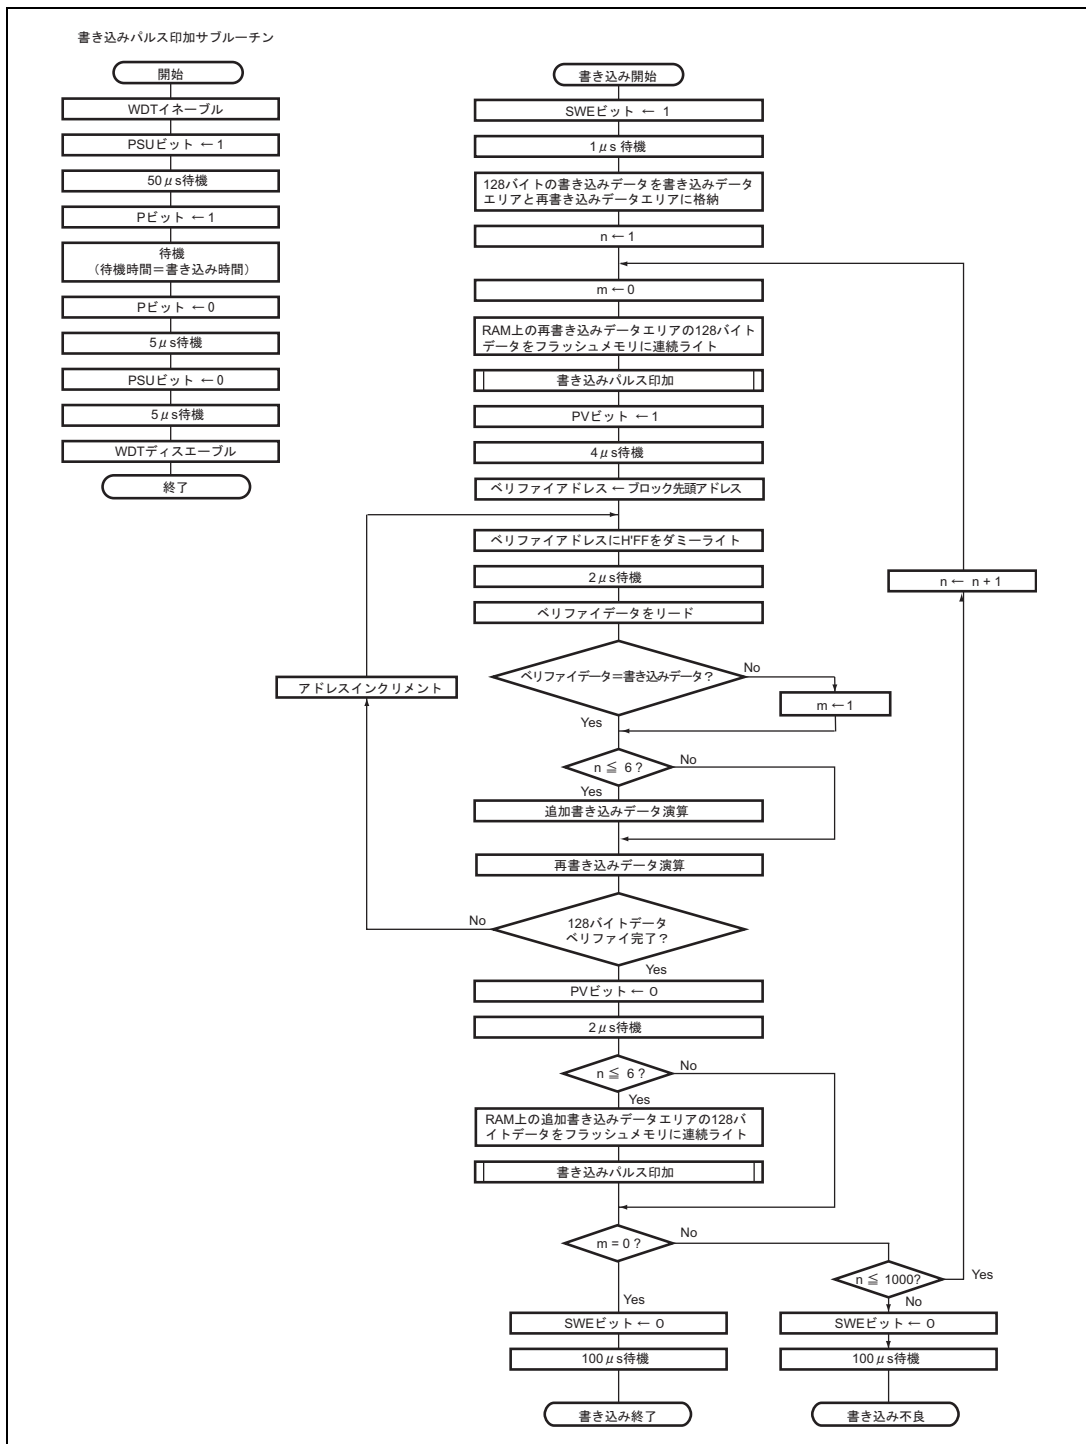 書き込みパルス印加サブルーチン
開始
WDTイネーブル
PSUビット ← 1
50μs待機
Pビット ← 1
待機
(待機時間＝書き込み時間)
Pビット ← 0
5μs待機
PSUビット ← 0
5μs待機
WDTディスエーブル
終了
書き込み開始
SWEビット ← 1
1μs 待機
128バイトの書き込みデータを書き込みデータ
エリアと再書き込みデータエリアに格納
n ← 1
m ← 0
RAM上の再書き込みデータエリアの128バイト
データをフラッシュメモリに連続ライト
書き込みパルス印加
PVビット ← 1
4μs待機
ベリファイアドレス ← ブロック先頭アドレス
ベリファイアドレスにH'FFをダミーライト
2μs待機
n ← n + 1
ベリファイデータをリード
ベリファイデータ＝書き込みデータ？
No
アドレスインクリメント
m ← 1
Yes
n ≦ 6 ?
No
Yes
追加書き込みデータ演算
再書き込みデータ演算
128バイトデータ
ベリファイ完了？
No
Yes
PVビット ← 0
2μs待機
n ≦ 6 ?
No
Yes
RAM上の追加書き込みデータエリアの128バ
イトデータをフラッシュメモリに連続ライト
書き込みパルス印加
m = 0 ?
No
n ≦ 1000?
Yes
Yes
No
SWEビット ← 0
SWEビット ← 0
100μs待機
100μs待機
書き込み終了
書き込み不良